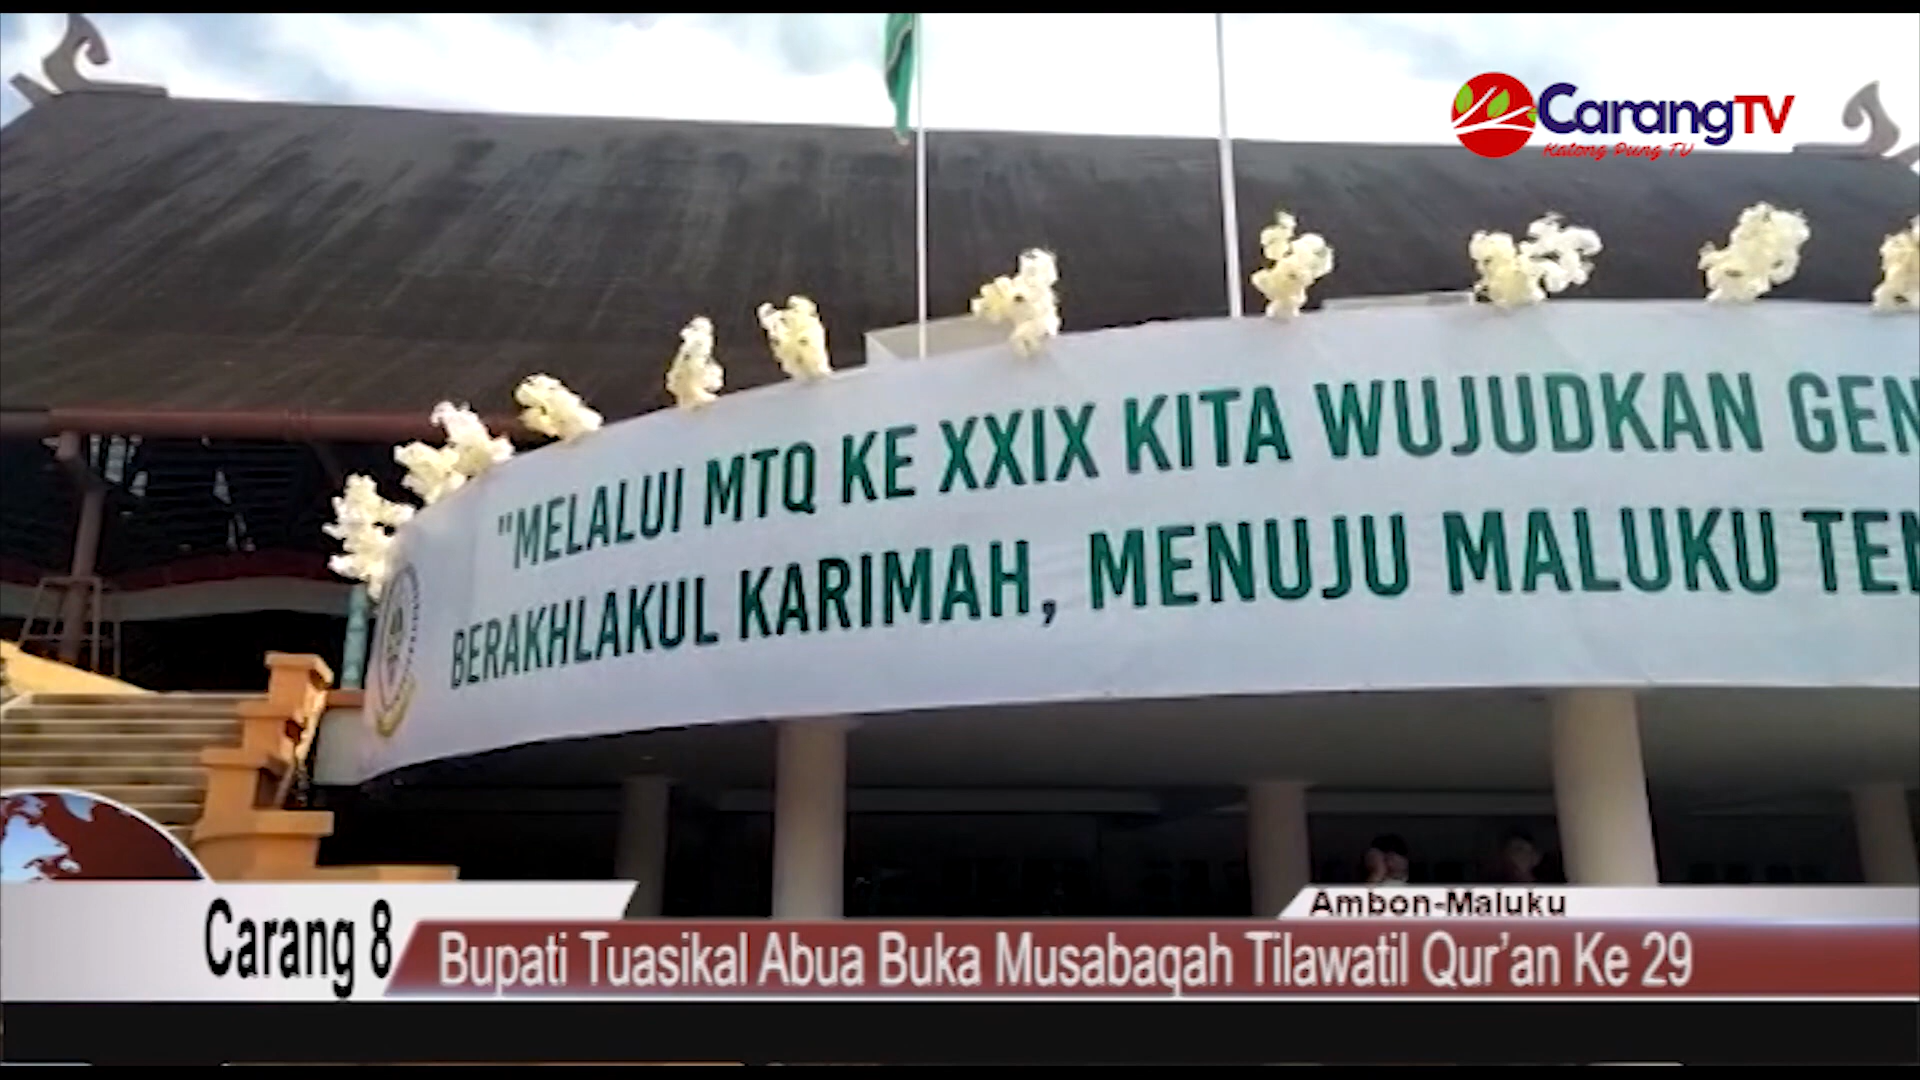 CarangTV
Katong Pung TV
"MELALUI MTQ KE XXIX KITA WUJUDKAN GEN
BERAKHLAKUL KARIMAH, MENUJU MALUKU TEN
Ambon-Maluku
Carang 8
Bupati Tuasikal Abua Buka Musabaqah Tilawatil Qur'an Ke 29